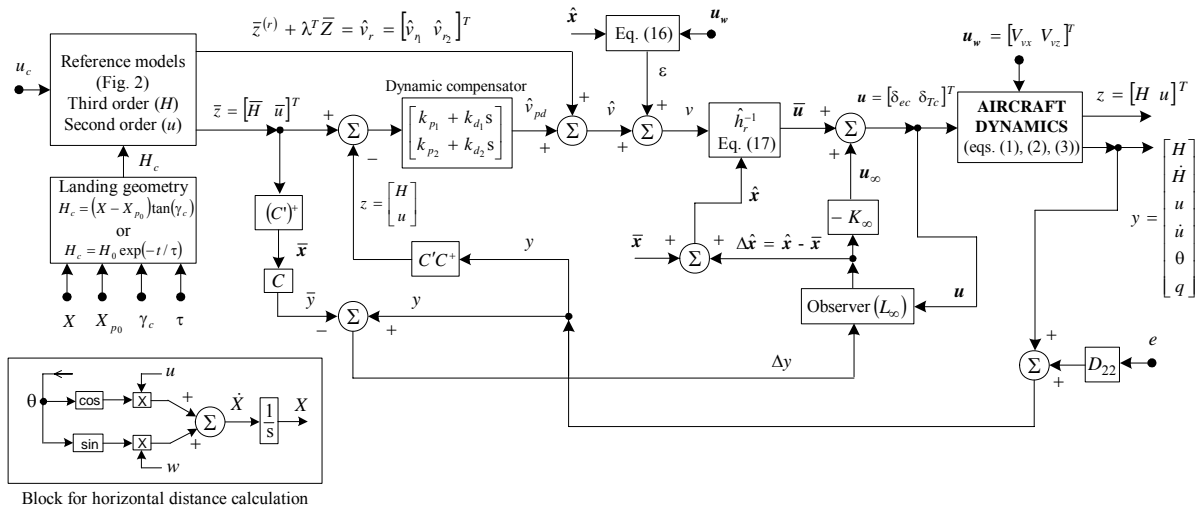 z̄^(r) + λ^T Z̄ = v̂_r = [v̂_r1 v̂_r2]^T
x̂
Eq. (16)
u_w
ε
u_c
Reference models
(Fig. 2)
Third order (H)
Second order (u)
z̄ = [H̄ ū]^T
Dynamic compensator
k_p1 + k_d1 s
k_p2 + k_d2 s
v̂_pd
v̂
v
ĥ_r^-1
Eq. (17)
ū
u = [δ_ec δ_Tc]^T
u_w = [V_vx V_vz]^T
AIRCRAFT
DYNAMICS
(eqs. (1), (2), (3))
z = [H u]^T
y = [H Ḣ u u̇ θ q]
H_c
Landing geometry
H_c = (X − X_p0)tan(γ_c)
or
H_c = H_0 exp(−t / τ)
X
X_p0
γ_c
τ
(C')^+
x̄
C
ȳ
z = [H u]
C'C^+
y
y
Σ
Σ
Σ
Σ
Σ
Σ
Σ
x̄
x̂
Δx̂ = x̂ - x̄
u_∞
− K_∞
Observer (L_∞)
u
Δy
D_22
e
θ
cos
sin
X
X
u
w
Σ
Ẋ
1
s
X
Block for horizontal distance calculation